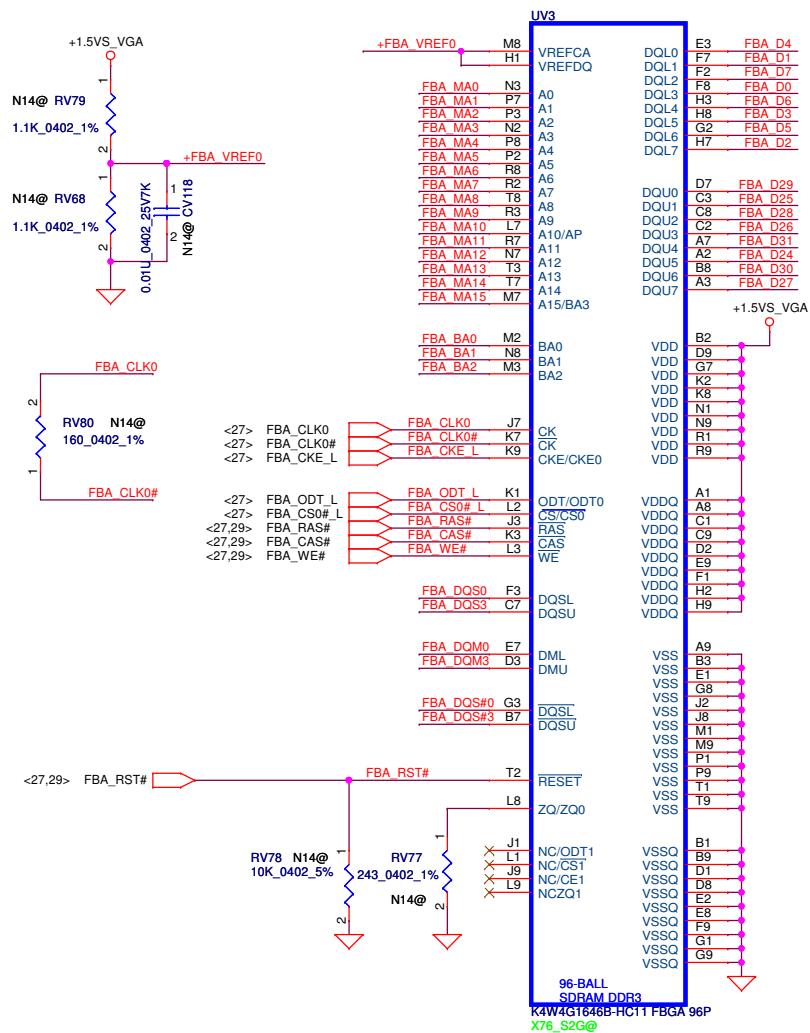 UV3
+1.5VS_VGA
1
N14@ RV79
1.1K_0402_1%
2
+FBA_VREF0
1
N14@ RV68
1.1K_0402_1%
2
1
2
0.01U_0402_25V7K
N14@ CV118
FBA_CLK0
2
RV80 N14@
160_0402_1%
1
FBA_CLK0#
+FBA_VREF0 M8 VREFCA
H1 VREFDQ
FBA_MA0 N3 A0
FBA_MA1 P7 A1
FBA_MA2 P3 A2
FBA_MA3 N2 A3
FBA_MA4 P8 A4
FBA_MA5 P2 A5
FBA_MA6 R8 A6
FBA_MA7 R2 A7
FBA_MA8 T8 A8
FBA_MA9 R3 A9
FBA_MA10 L7 A10/AP
FBA_MA11 R7 A11
FBA_MA12 N7 A12
FBA_MA13 T3 A13
FBA_MA14 T7 A14
FBA_MA15 M7 A15/BA3
FBA_BA0 M2 BA0
FBA_BA1 N8 BA1
FBA_BA2 M3 BA2
<27> FBA_CLK0 FBA_CLK0 J7 CK
<27> FBA_CLK0# FBA_CLK0# K7 CK
<27> FBA_CKE_L FBA_CKE_L K9 CKE/CKE0
<27> FBA_ODT_L FBA_ODT_L K1 ODT/ODT0
<27> FBA_CS0#_L FBA_CS0#_L L2 CS/CS0
<27,29> FBA_RAS# FBA_RAS# J3 RAS
<27,29> FBA_CAS# FBA_CAS# K3 CAS
<27,29> FBA_WE# FBA_WE# L3 WE
FBA_DQS0 F3 DQSL
FBA_DQS3 C7 DQSU
FBA_DQM0 E7 DML
FBA_DQM3 D3 DMU
FBA_DQS#0 G3 DQSL
FBA_DQS#3 B7 DQSU
<27,29> FBA_RST# FBA_RST# T2 RESET
L8 ZQ/ZQ0
1
RV78 N14@
10K_0402_5%
2
1
RV77
243_0402_1%
N14@
2
J1 NC/ODT1
L1 NC/CS1
J9 NC/CE1
L9 NCZQ1
DQL0 E3 FBA_D4
DQL1 F7 FBA_D1
DQL2 F2 FBA_D7
DQL3 F8 FBA_D0
DQL4 H3 FBA_D6
DQL5 H8 FBA_D3
DQL6 G2 FBA_D5
DQL7 H7 FBA_D2
DQU0 D7 FBA_D29
DQU1 C3 FBA_D25
DQU2 C8 FBA_D28
DQU3 C2 FBA_D26
DQU4 A7 FBA_D31
DQU5 A2 FBA_D24
DQU6 B8 FBA_D30
DQU7 A3 FBA_D27
+1.5VS_VGA
VDD B2
VDD D9
VDD G7
VDD K2
VDD K8
VDD N1
VDD N9
VDD R1
VDD R9
VDDQ A1
VDDQ A8
VDDQ C1
VDDQ C9
VDDQ D2
VDDQ E9
VDDQ F1
VDDQ H2
VDDQ H9
VSS A9
VSS B3
VSS E1
VSS G8
VSS J2
VSS J8
VSS M1
VSS M9
VSS P1
VSS P9
VSS T1
VSS T9
VSSQ B1
VSSQ B9
VSSQ D1
VSSQ D8
VSSQ E2
VSSQ E8
VSSQ F9
VSSQ G1
VSSQ G9
96-BALL
SDRAM DDR3
K4W4G1646B-HC11 FBGA 96P
X76_S2G@